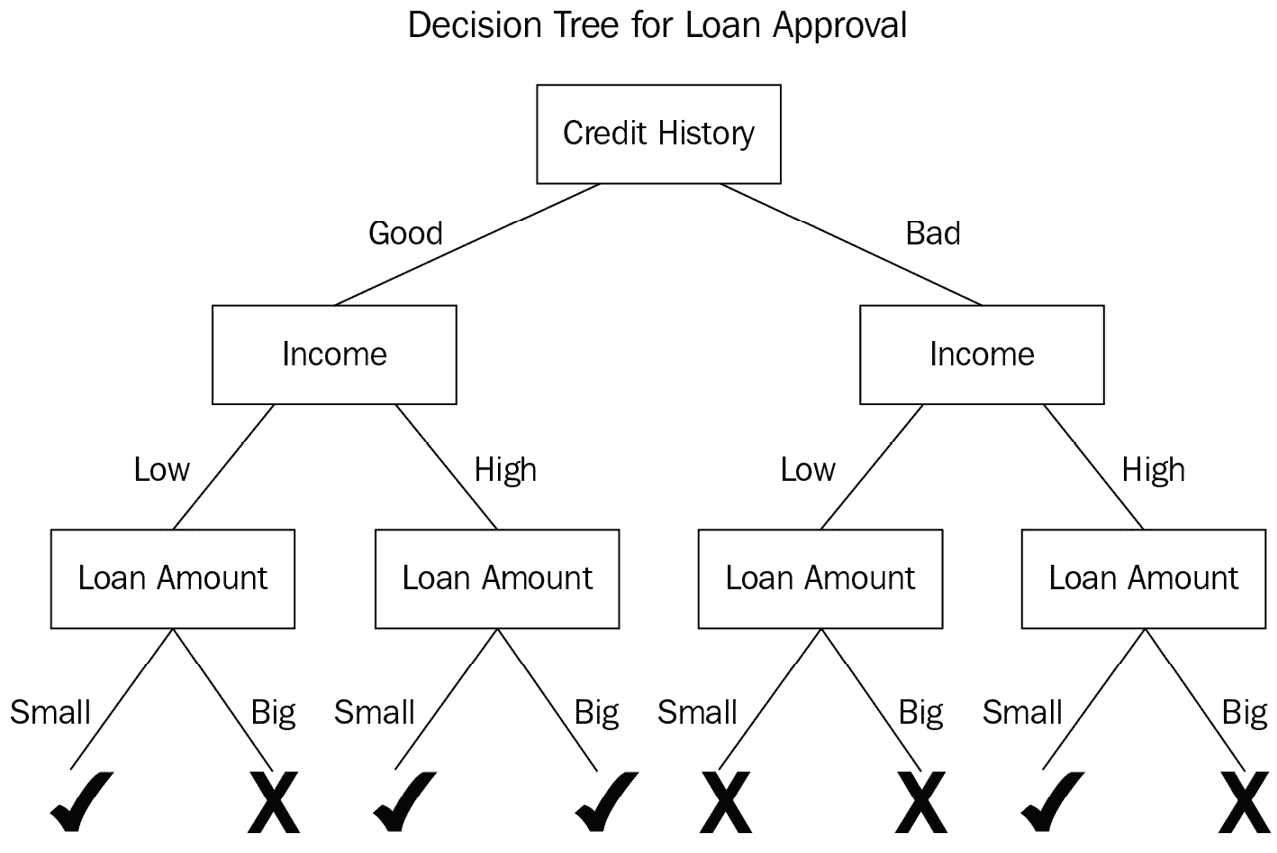 Decision Tree for Loan Approval
Credit History
Good
Bad
Income
Income
Low
High
Low
High
Loan Amount
Loan Amount
Loan Amount
Loan Amount
Small
Big
Small
Big
Small
Big
Small
Big